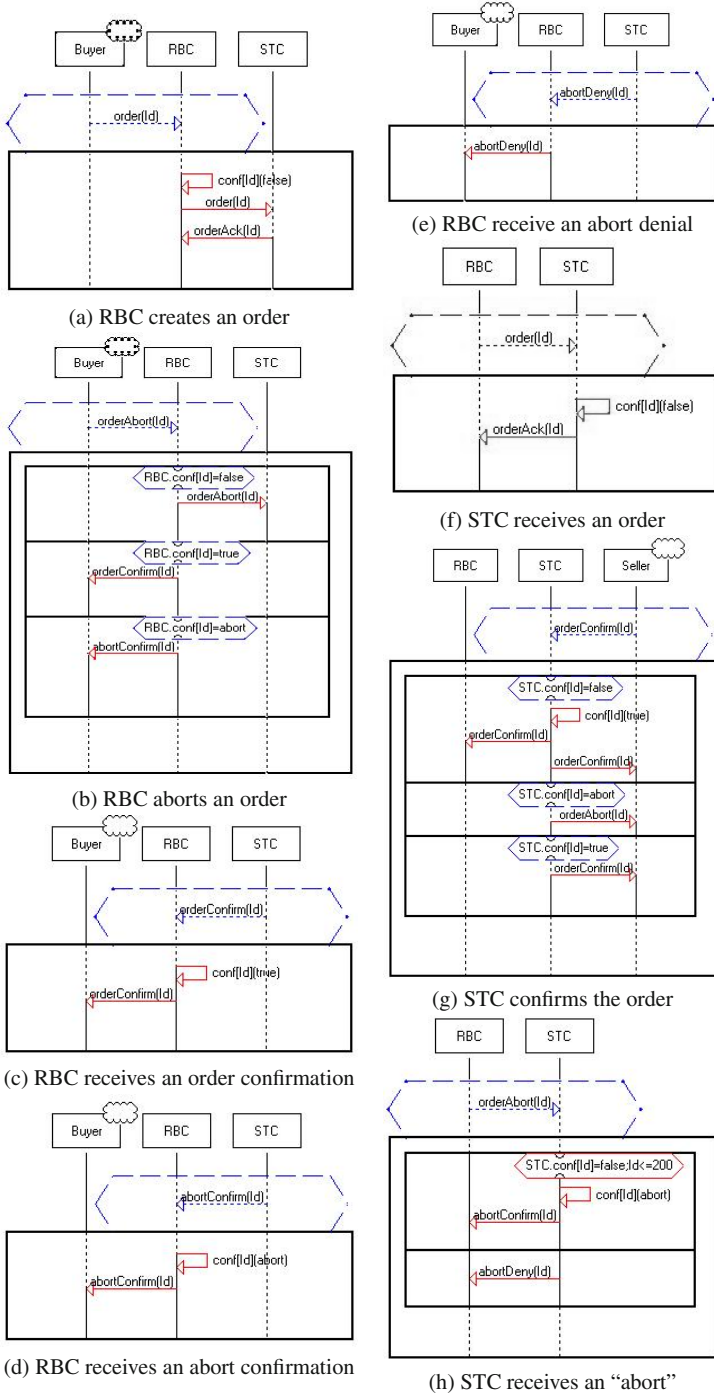 Buyer RBC STC
order(Id)
conf[Id](false)
order(Id)
orderAck(Id)
(a) RBC creates an order
Buyer RBC STC
orderAbort(Id)
RBC.conf[Id]=false
orderAbort(Id)
RBC.conf[Id]=true
orderConfirm(Id)
RBC.conf[Id]=abort
abortConfirm(Id)
(b) RBC aborts an order
Buyer RBC STC
orderConfirm(Id)
conf[Id](true)
orderConfirm(Id)
(c) RBC receives an order confirmation
Buyer RBC STC
abortConfirm(Id)
conf[Id](abort)
abortConfirm(Id)
(d) RBC receives an abort confirmation
Buyer RBC STC
abortDeny(Id)
abortDeny(Id)
(e) RBC receive an abort denial
RBC STC
order(Id)
conf[Id](false)
orderAck(Id)
(f) STC receives an order
RBC STC Seller
orderConfirm(Id)
STC.conf[Id]=false
conf[Id](true)
orderConfirm(Id)
orderConfirm(Id)
STC.conf[Id]=abort
orderAbort(Id)
STC.conf[Id]=true
orderConfirm(Id)
(g) STC confirms the order
RBC STC
orderAbort(Id)
STC.conf[Id]=false;Id<=200
conf[Id](abort)
abortConfirm(Id)
abortDeny(Id)
(h) STC receives an “abort”